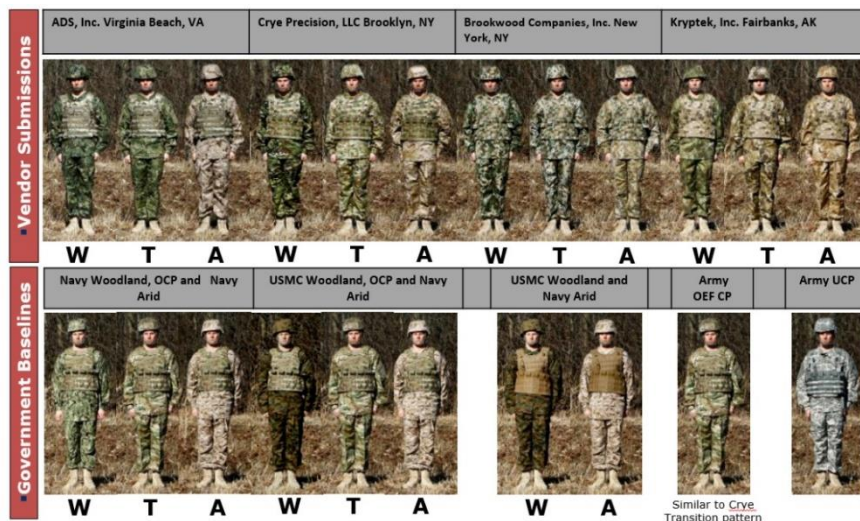 ADS, Inc. Virginia Beach, VA
Crye Precision, LLC Brooklyn, NY
Brookwood Companies, Inc. New
York, NY
Kryptek, Inc. Fairbanks, AK
Vendor Submissions
W T A W T A W T A W T A
Navy Woodland, OCP and Navy
Arid
USMC Woodland, OCP and Navy
Arid
USMC Woodland and
Navy Arid
Army
OEF CP
Army UCP
Government Baselines
W T A W T A W A
Similar to Crye
Transition pattern